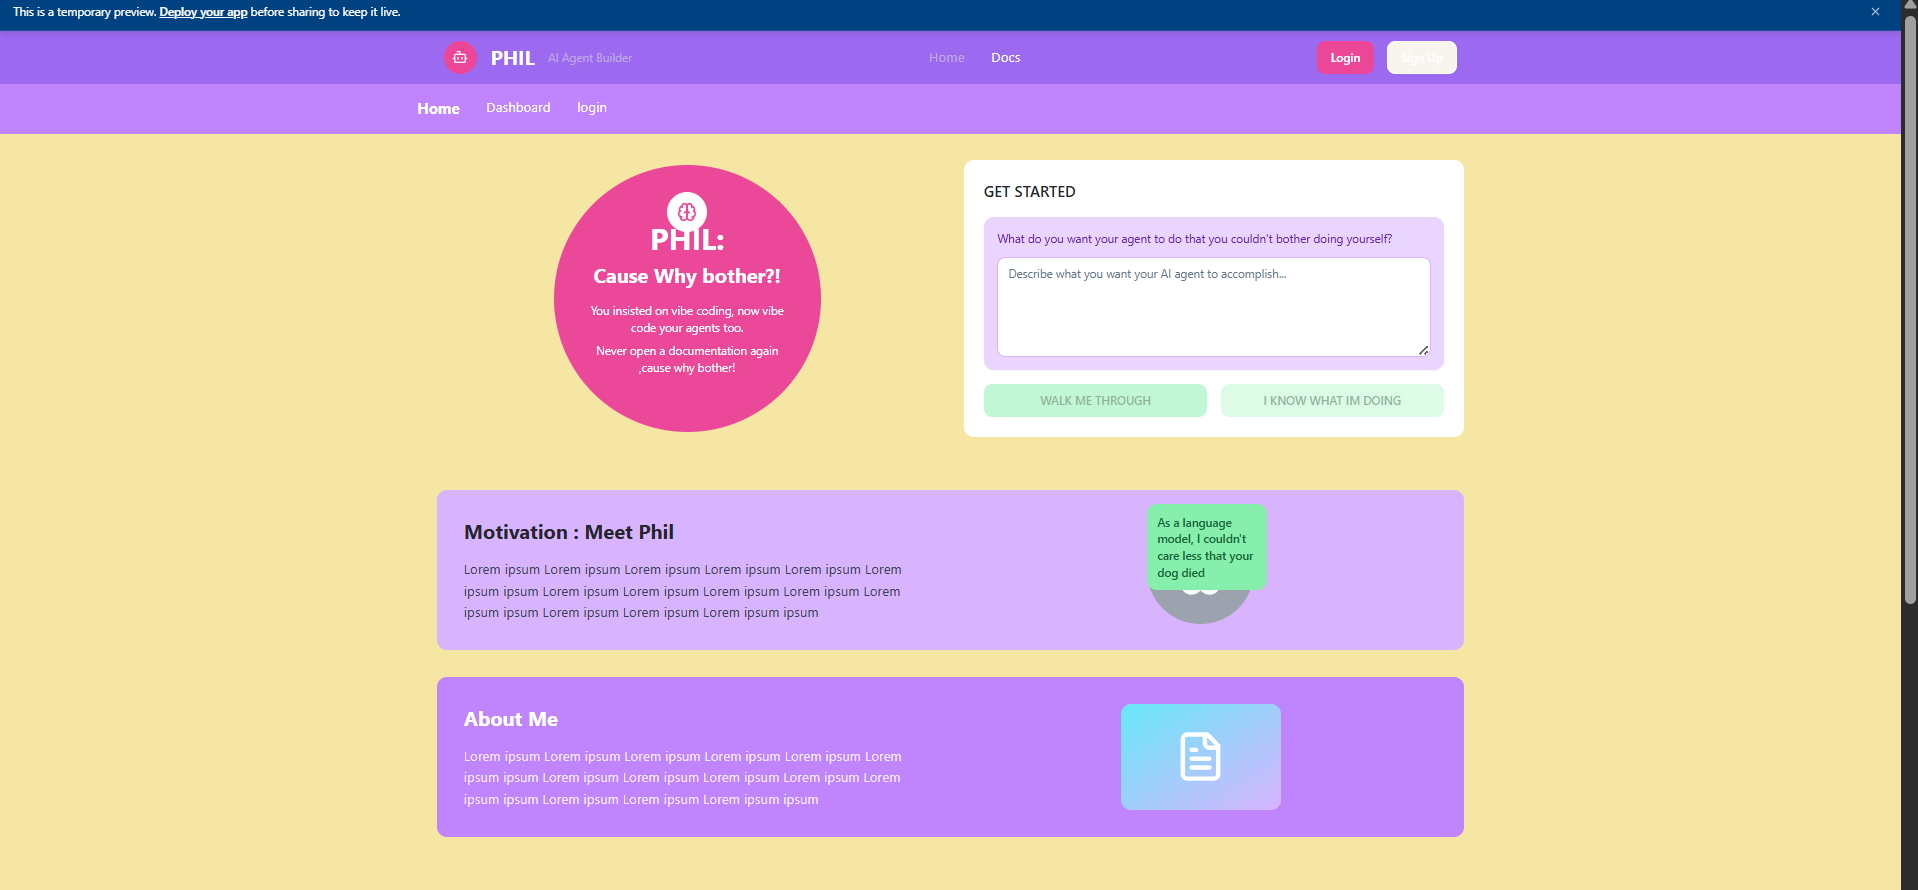 This is a temporary preview. Deploy your app before sharing to keep it live.
PHIL AI Agent Builder Home Docs Login Sign Up
Home Dashboard login
PHIL:
Cause Why bother?!
You insisted on vibe coding, now vibe
code your agents too.
Never open a documentation again
,cause why bother!
GET STARTED
What do you want your agent to do that you couldn't bother doing yourself?
Describe what you want your AI agent to accomplish...
WALK ME THROUGH
I KNOW WHAT IM DOING
Motivation : Meet Phil
Lorem ipsum Lorem ipsum Lorem ipsum Lorem ipsum Lorem ipsum Lorem
ipsum ipsum Lorem ipsum Lorem ipsum Lorem ipsum Lorem ipsum Lorem
ipsum ipsum Lorem ipsum Lorem ipsum Lorem ipsum ipsum
As a language
model, I couldn't
care less that your
dog died
About Me
Lorem ipsum Lorem ipsum Lorem ipsum Lorem ipsum Lorem ipsum Lorem
ipsum ipsum Lorem ipsum Lorem ipsum Lorem ipsum Lorem ipsum Lorem
ipsum ipsum Lorem ipsum Lorem ipsum Lorem ipsum ipsum